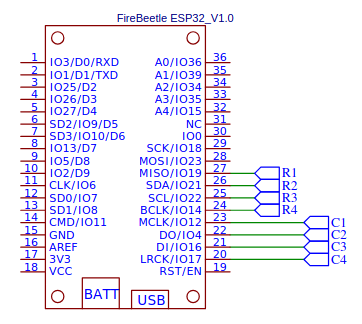 FireBeetle ESP32_V1.0
1 IO3/D0/RXD A0/IO36 36
2 IO1/D1/TXD A1/IO39 35
3 IO25/D2 A2/IO34 34
4 IO26/D3 A3/IO35 33
5 IO27/D4 A4/IO15 32
6 SD2/IO9/D5 NC 31
7 SD3/IO10/D6 IO0 30
8 IO13/D7 SCK/IO18 29
9 IO5/D8 MOSI/IO23 28
10 IO2/D9 MISO/IO19 27 R1
11 CLK/IO6 SDA/IO21 26 R2
12 SD0/IO7 SCL/IO22 25 R3
13 SD1/IO8 BCLK/IO14 24 R4
14 CMD/IO11 MCLK/IO12 23 C1
15 GND DO/IO4 22 C2
16 AREF DI/IO16 21 C3
17 3V3 LRCK/IO17 20 C4
18 VCC RST/EN 19
BATT USB